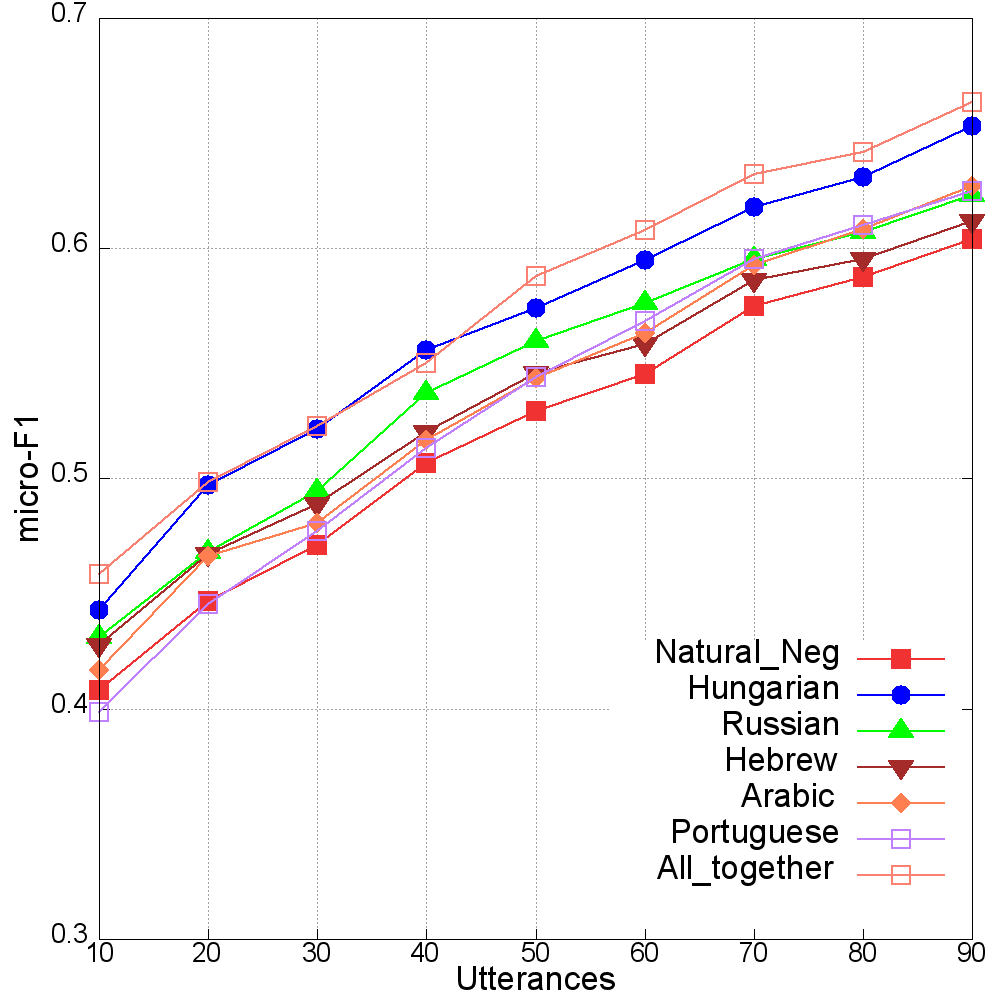 0.7
0.6
0.5
0.4
0.3
micro-F1
Natural_Neg
Hungarian
Russian
Hebrew
Arabic
Portuguese
All_together
10 20 30 40 50 60 70 80 90
Utterances